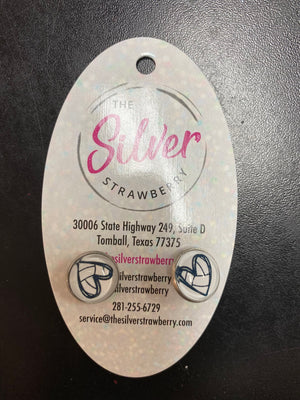 THE
Silver
STRAWBERRY
30006 State Highway 249, Suite D
Tomball, Texas 77375
silverstrawberr
silverstrawberry
silverstrawberry
281-255-6729
service@thesilverstrawberry.com